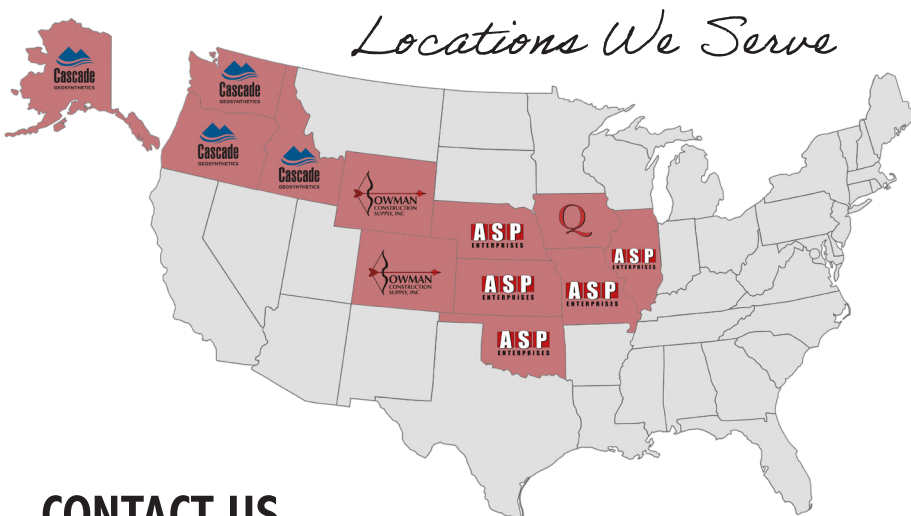 Locations We Serve
Cascade
GEOSYNTHETICS
Cascade
GEOSYNTHETICS
Cascade
GEOSYNTHETICS
Cascade
GEOSYNTHETICS
BOWMAN
CONSTRUCTION
SUPPLY, INC
ASP
ENTERPRISES
Q
ASP
ENTERPRISES
BOWMAN
CONSTRUCTION
SUPPLY, INC
ASP
ENTERPRISES
ASP
ENTERPRISES
ASP
ENTERPRISES
CONTACT US